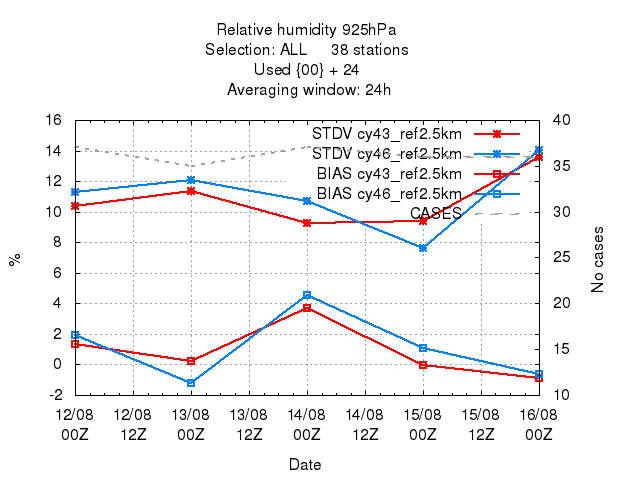 Relative humidity 925hPa
Selection: ALL 38 stations
Used {00} + 24
Averaging window: 24h
STDV cy43_ref2.5km
STDV cy46_ref2.5km
BIAS cy43_ref2.5km
BIAS cy46_ref2.5km
CASES
16
14
12
10
8
6
4
2
0
-2
%
40
35
30
25
20
15
10
No cases
12/08 12/08 13/08 13/08 14/08 14/08 15/08 15/08 16/08
00Z 12Z 00Z 12Z 00Z 12Z 00Z 12Z 00Z
Date